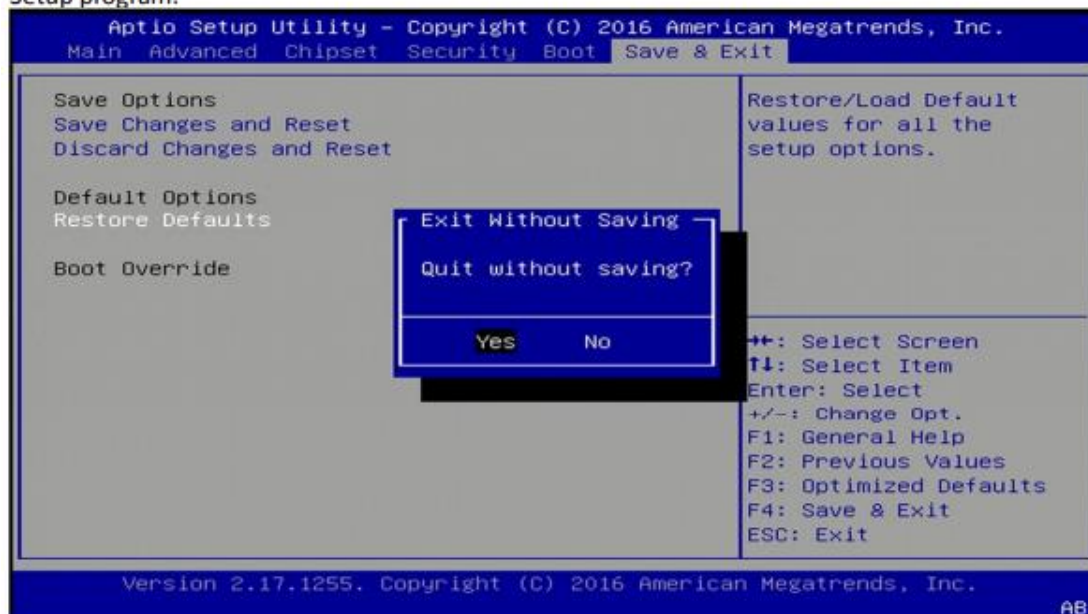 Setup program.
Aptio Setup Utility – Copyright (C) 2016 American Megatrends, Inc.
Main Advanced Chipset Security Boot Save & Exit
Save Options
Save Changes and Reset
Discard Changes and Reset
Default Options
Restore Defaults
Boot Override
Exit Without Saving
Quit without saving?
Yes No
Restore/Load Default
values for all the
setup options.
→←: Select Screen
↑↓: Select Item
Enter: Select
+/-: Change Opt.
F1: General Help
F2: Previous Values
F3: Optimized Defaults
F4: Save & Exit
ESC: Exit
Version 2.17.1255. Copyright (C) 2016 American Megatrends, Inc.
AB